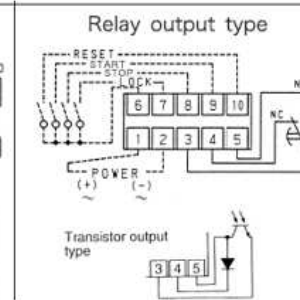 Relay output type
RESET
START
STOP
LOCK
6 7 8 9 10
1 2 3 4 5
NC
N
POWER
(+) (-)
~ ~
Transistor output
type
3 4 5